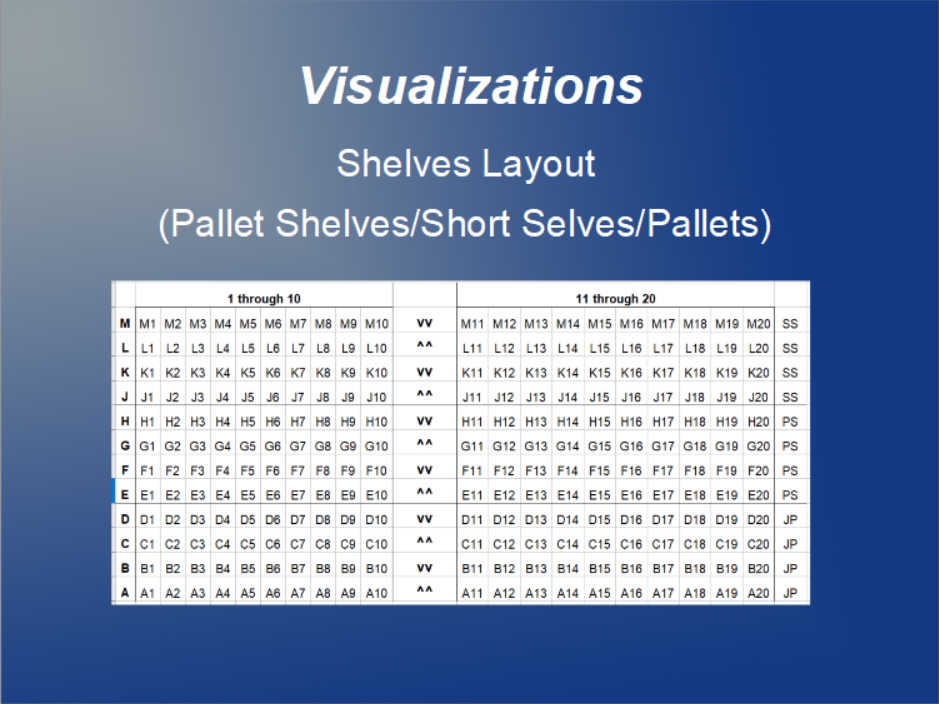 Visualizations
Shelves Layout
(Pallet Shelves/Short Selves/Pallets)
1 through 10 11 through 20
M M1 M2 M3 M4 M5 M6 M7 M8 M9 M10 vv M11 M12 M13 M14 M15 M16 M17 M18 M19 M20 SS
L L1 L2 L3 L4 L5 L6 L7 L8 L9 L10 ^^ L11 L12 L13 L14 L15 L16 L17 L18 L19 L20 SS
K K1 K2 K3 K4 K5 K6 K7 K8 K9 K10 vv K11 K12 K13 K14 K15 K16 K17 K18 K19 K20 SS
J J1 J2 J3 J4 J5 J6 J7 J8 J9 J10 ^^ J11 J12 J13 J14 J15 J16 J17 J18 J19 J20 SS
H H1 H2 H3 H4 H5 H6 H7 H8 H9 H10 vv H11 H12 H13 H14 H15 H16 H17 H18 H19 H20 PS
G G1 G2 G3 G4 G5 G6 G7 G8 G9 G10 ^^ G11 G12 G13 G14 G15 G16 G17 G18 G19 G20 PS
F F1 F2 F3 F4 F5 F6 F7 F8 F9 F10 vv F11 F12 F13 F14 F15 F16 F17 F18 F19 F20 PS
E E1 E2 E3 E4 E5 E6 E7 E8 E9 E10 ^^ E11 E12 E13 E14 E15 E16 E17 E18 E19 E20 PS
D D1 D2 D3 D4 D5 D6 D7 D8 D9 D10 vv D11 D12 D13 D14 D15 D16 D17 D18 D19 D20 JP
C C1 C2 C3 C4 C5 C6 C7 C8 C9 C10 ^^ C11 C12 C13 C14 C15 C16 C17 C18 C19 C20 JP
B B1 B2 B3 B4 B5 B6 B7 B8 B9 B10 vv B11 B12 B13 B14 B15 B16 B17 B18 B19 B20 JP
A A1 A2 A3 A4 A5 A6 A7 A8 A9 A10 ^^ A11 A12 A13 A14 A15 A16 A17 A18 A19 A20 JP